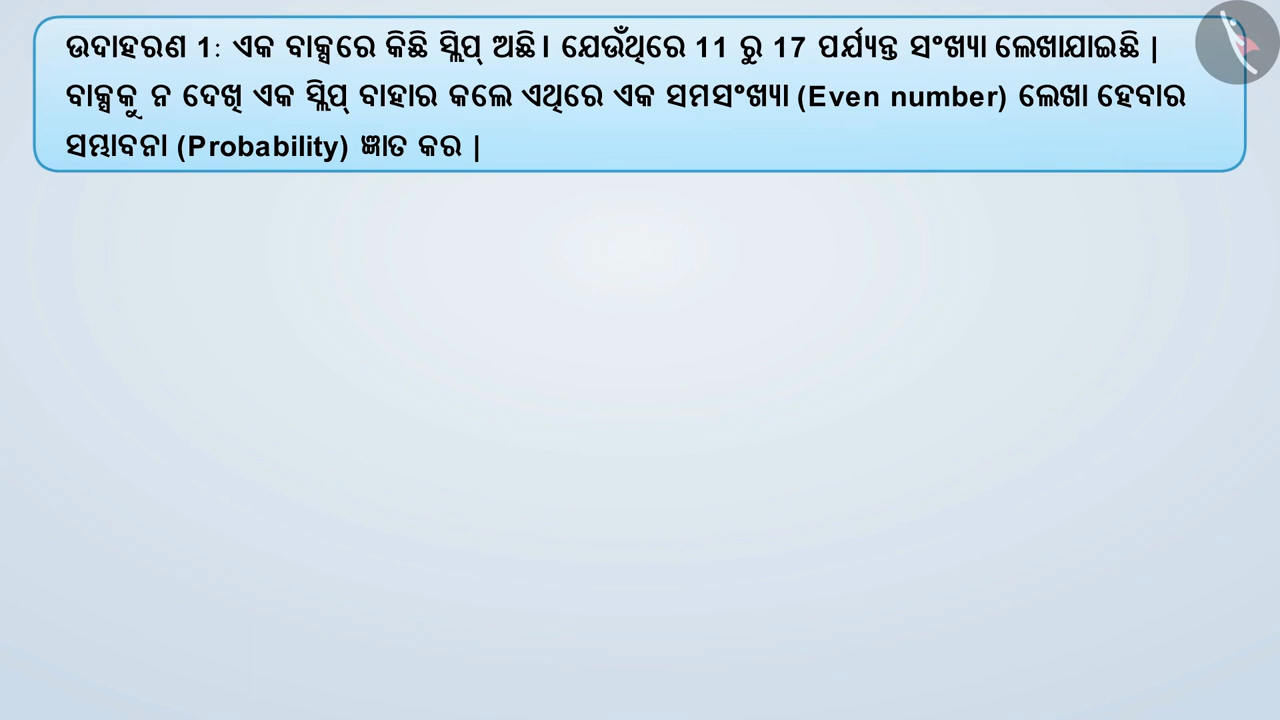 ଉଦାହରଣ 1: ଏକ ବାକ୍ସରେ କିଛି ସ୍ଲିପ୍ ଅଛି। ଯେଉଁଥିରେ 11 ରୁ 17 ପର୍ଯ୍ୟନ୍ତ ସଂଖ୍ୟା ଲେଖାଯାଇଛି |
ବାକ୍ସକୁ ନ ଦେଖି ଏକ ସ୍ଲିପ୍ ବାହାର କଲେ ଏଥିରେ ଏକ ସମସଂଖ୍ୟା (Even number) ଲେଖା ହେବାର
ସମ୍ଭାବନା (Probability) ଜ୍ଞାତ କର |